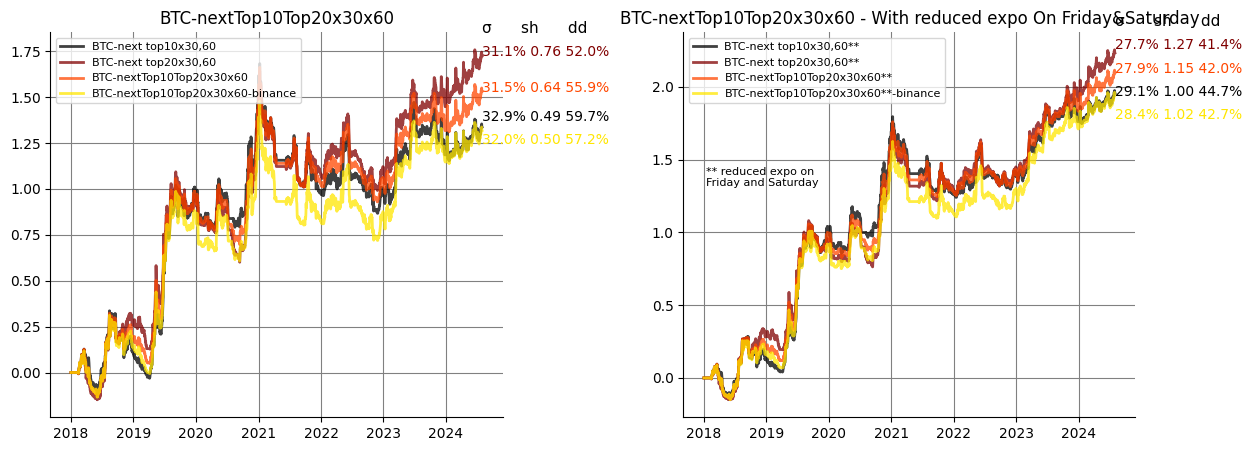 BTC-nextTop10Top20x30x60
σ sh dd
BTC-next top10x30,60
BTC-next top20x30,60
BTC-nextTop10Top20x30x60
BTC-nextTop10Top20x30x60-binance
31.1% 0.76 52.0%
31.5% 0.64 55.9%
32.9% 0.49 59.7%
32.0% 0.50 57.2%
1.75
1.50
1.25
1.00
0.75
0.50
0.25
0.00
2018 2019 2020 2021 2022 2023 2024
BTC-nextTop10Top20x30x60 - With reduced expo On Friday&Saturday
σ sh dd
BTC-next top10x30,60**
BTC-next top20x30,60**
BTC-nextTop10Top20x30x60**
BTC-nextTop10Top20x30x60**-binance
27.7% 1.27 41.4%
27.9% 1.15 42.0%
29.1% 1.00 44.7%
28.4% 1.02 42.7%
** reduced expo on
Friday and Saturday
2.0
1.5
1.0
0.5
0.0
2018 2019 2020 2021 2022 2023 2024